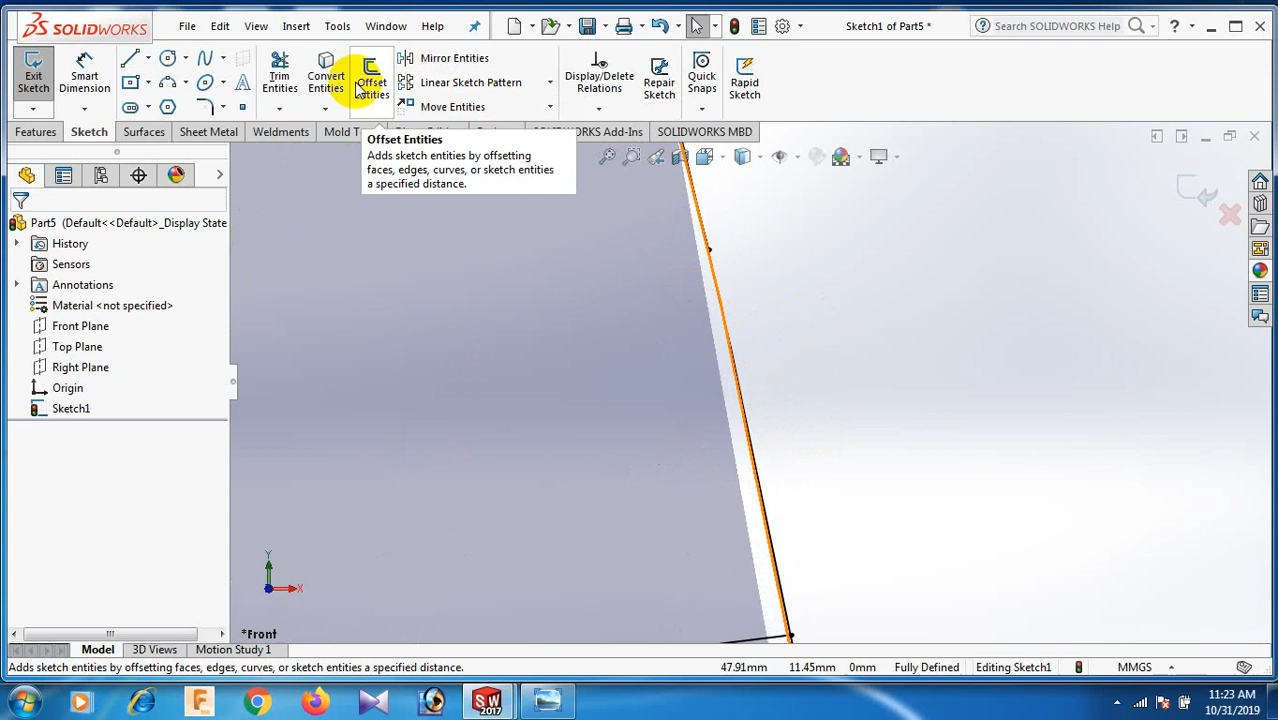 SOLIDWORKS
File Edit View Insert Tools Window Help
Sketch1 of Part5 *
Search SOLIDWORKS Help
Exit Sketch
Smart Dimension
Trim Entities
Convert Entities
Offset Entities
Mirror Entities
Linear Sketch Pattern
Move Entities
Display/Delete Relations
Repair Sketch
Quick Snaps
Rapid Sketch
Features Sketch Surfaces Sheet Metal Weldments SOLIDWORKS Add-Ins SOLIDWORKS MBD
Offset Entities
Adds sketch entities by offsetting
faces, edges, curves, or sketch entities
a specified distance.
Part5 (Default<<Default>_Display State
History
Sensors
Annotations
Material <not specified>
Front Plane
Top Plane
Right Plane
Origin
Sketch1
Y
X
*Front
Model 3D Views Motion Study 1
Adds sketch entities by offsetting faces, edges, curves, or sketch entities a specified distance.
47.91mm 11.45mm 0mm Fully Defined Editing Sketch1 MMGS
SW 2017
11:23 AM
10/31/2019